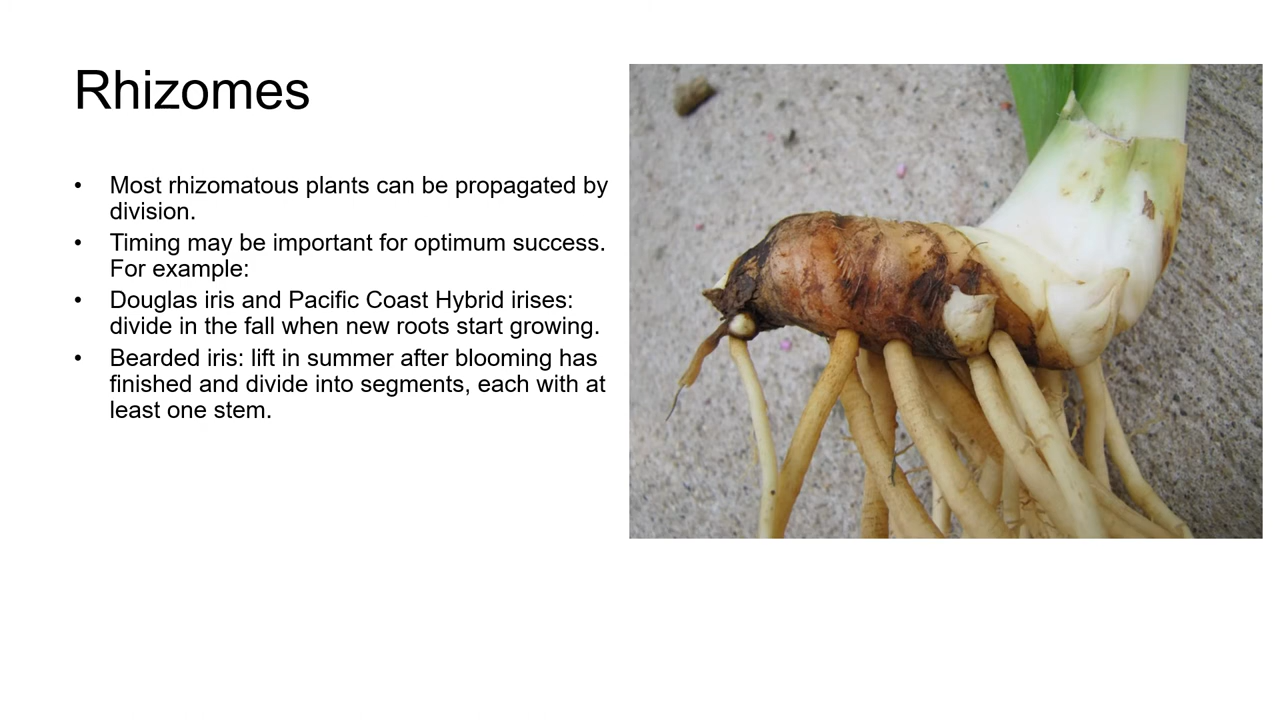 Rhizomes
• Most rhizomatous plants can be propagated by
division.
• Timing may be important for optimum success.
For example:
• Douglas iris and Pacific Coast Hybrid irises:
divide in the fall when new roots start growing.
• Bearded iris: lift in summer after blooming has
finished and divide into segments, each with at
least one stem.